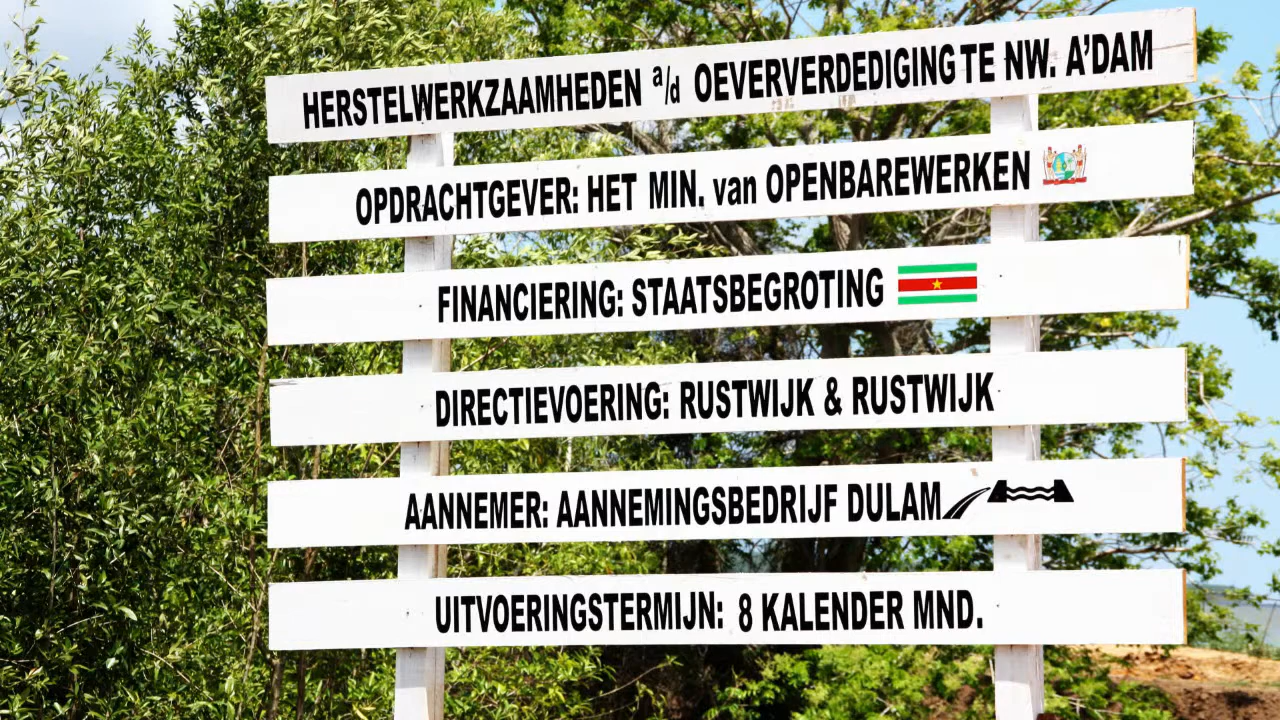 HERSTELWERKZAAMHEDEN a/d OEVERVERDEDIGING TE NW. A'DAM
OPDRACHTGEVER: HET MIN. van OPENBAREWERKEN
FINANCIERING: STAATSBEGROTING
DIRECTIEVOERING: RUSTWIJK & RUSTWIJK
AANNEMER: AANNEMINGSBEDRIJF DULAM
UITVOERINGSTERMIJN: 8 KALENDER MND.